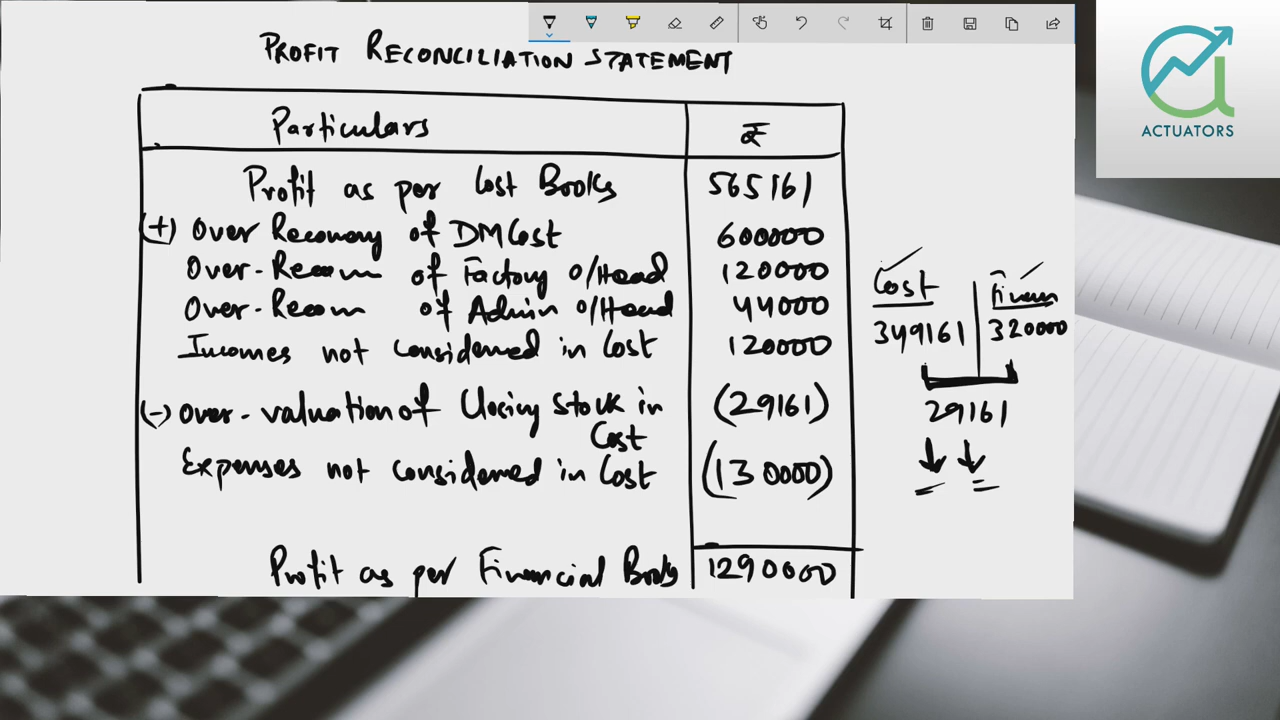 PROFIT RECONCILIATION STATEMENT
ACTUATORS
Particulars ₹
Profit as per Cost Books 565161
(+) Over Recovery of DM Cost 600000
Over-Recom of Factory O/Head 120000
Over-Recom of Admin O/Head 44000
Incomes not considered in Cost 120000
(-) Over-valuation of Closing Stock in Cost (29161)
Expenses not considered in Cost (130000)
Profit as per Financial Books 1290000
Cost Finan
349161 320000
29161